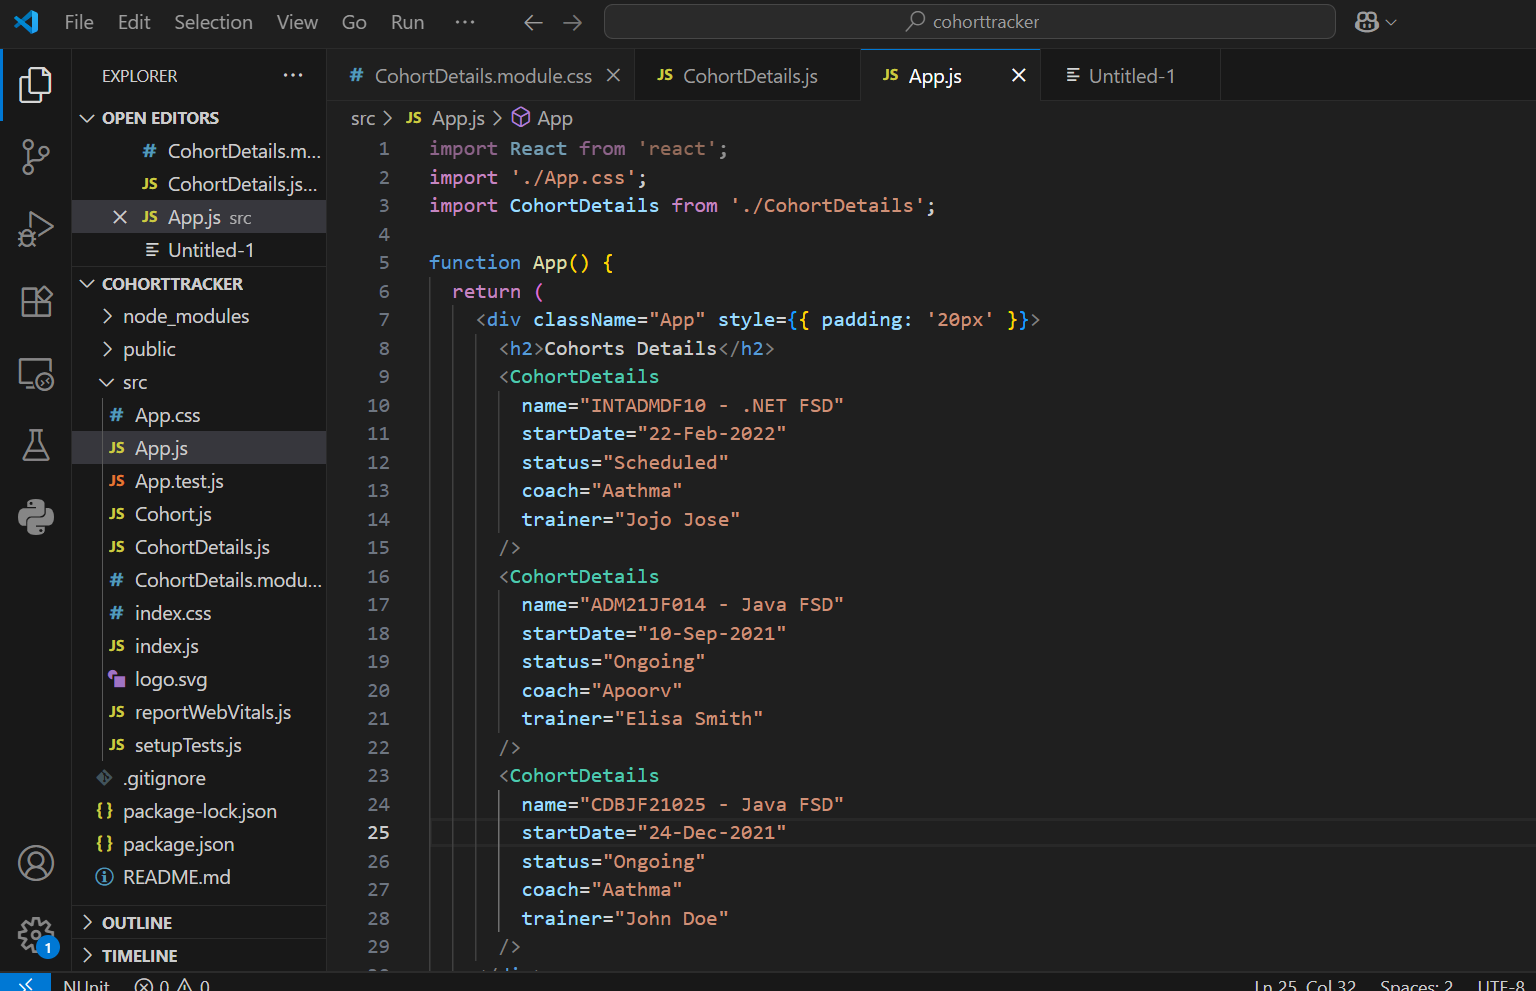 File Edit Selection View Go Run ··· cohorttracker
EXPLORER ···
OPEN EDITORS
# CohortDetails.m...
JS CohortDetails.js...
JS App.js src
Untitled-1
COHORTTRACKER
node_modules
public
src
# App.css
JS App.js
JS App.test.js
JS Cohort.js
JS CohortDetails.js
# CohortDetails.modu...
# index.css
JS index.js
logo.svg
JS reportWebVitals.js
JS setupTests.js
.gitignore
{} package-lock.json
{} package.json
README.md
OUTLINE
TIMELINE
1
# CohortDetails.module.css JS CohortDetails.js JS App.js Untitled-1
src > JS App.js > App
1 import React from 'react';
2 import './App.css';
3 import CohortDetails from './CohortDetails';
4
5 function App() {
6 return (
7 <div className="App" style={{ padding: '20px' }}>
8 <h2>Cohorts Details</h2>
9 <CohortDetails
10 name="INTADMDF10 - .NET FSD"
11 startDate="22-Feb-2022"
12 status="Scheduled"
13 coach="Aathma"
14 trainer="Jojo Jose"
15 />
16 <CohortDetails
17 name="ADM21JF014 - Java FSD"
18 startDate="10-Sep-2021"
19 status="Ongoing"
20 coach="Apoorv"
21 trainer="Elisa Smith"
22 />
23 <CohortDetails
24 name="CDBJF21025 - Java FSD"
25 startDate="24-Dec-2021"
26 status="Ongoing"
27 coach="Aathma"
28 trainer="John Doe"
29 />
NUnit 0 0 Ln 25, Col 32 Spaces: 2 UTF-8